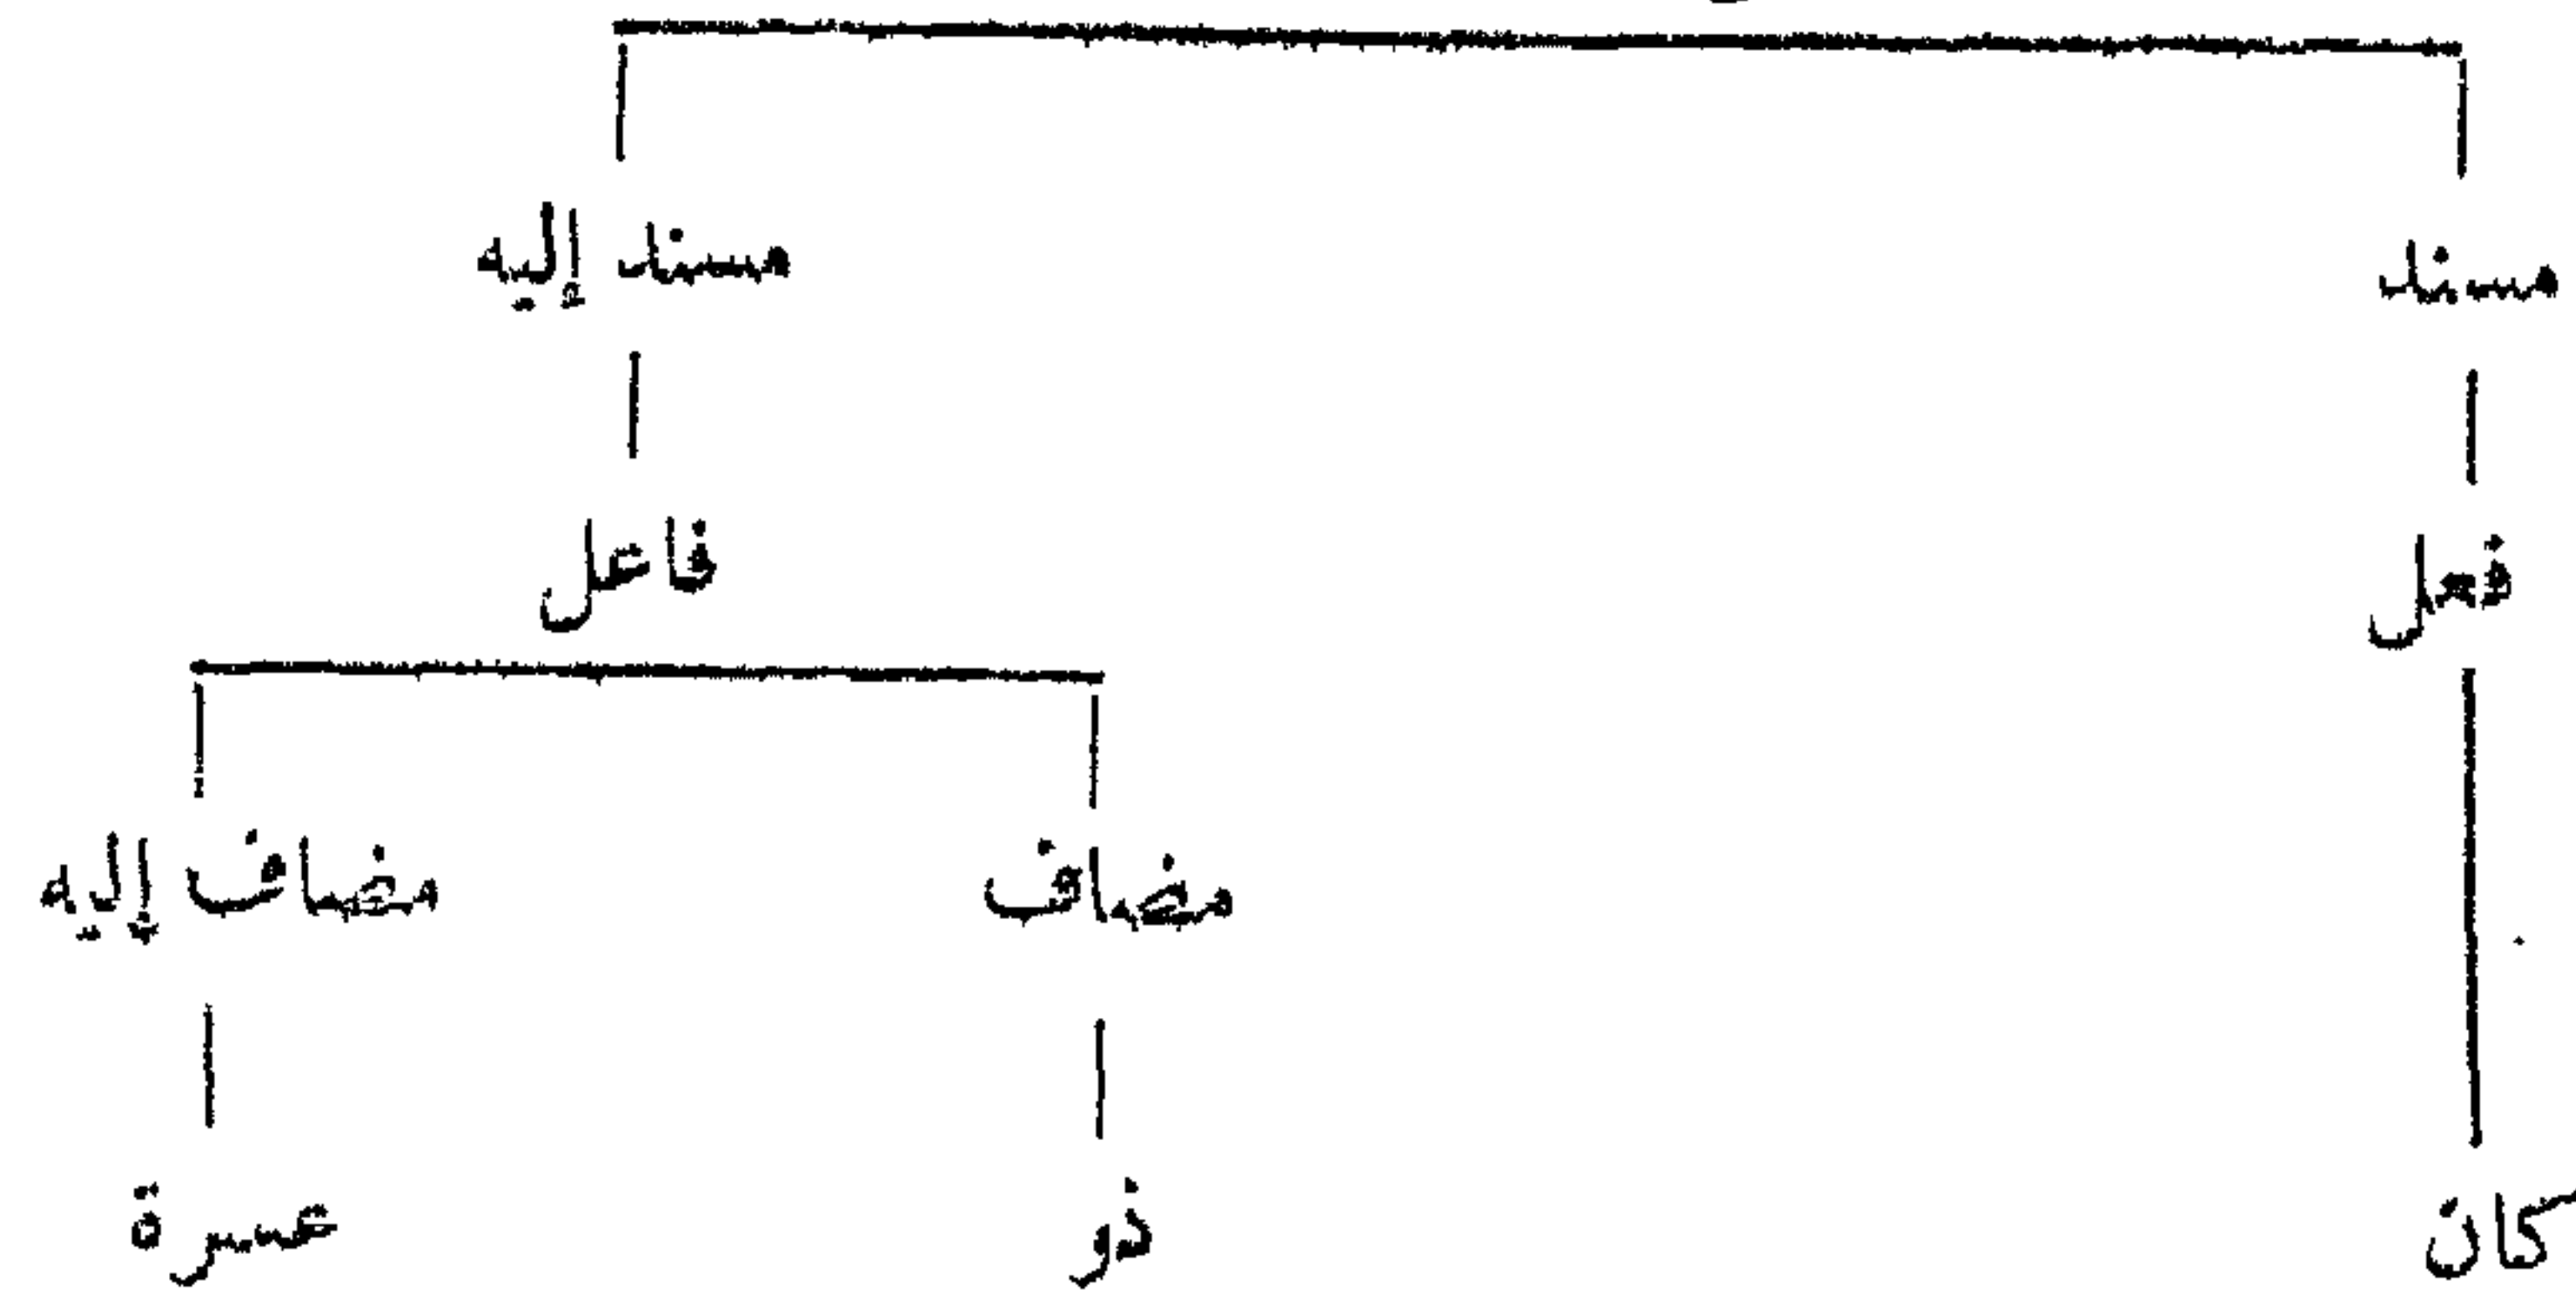 مسند مسند إليه
فعل فاعل
مضاف مضاف إليه
كان ذو عسرة